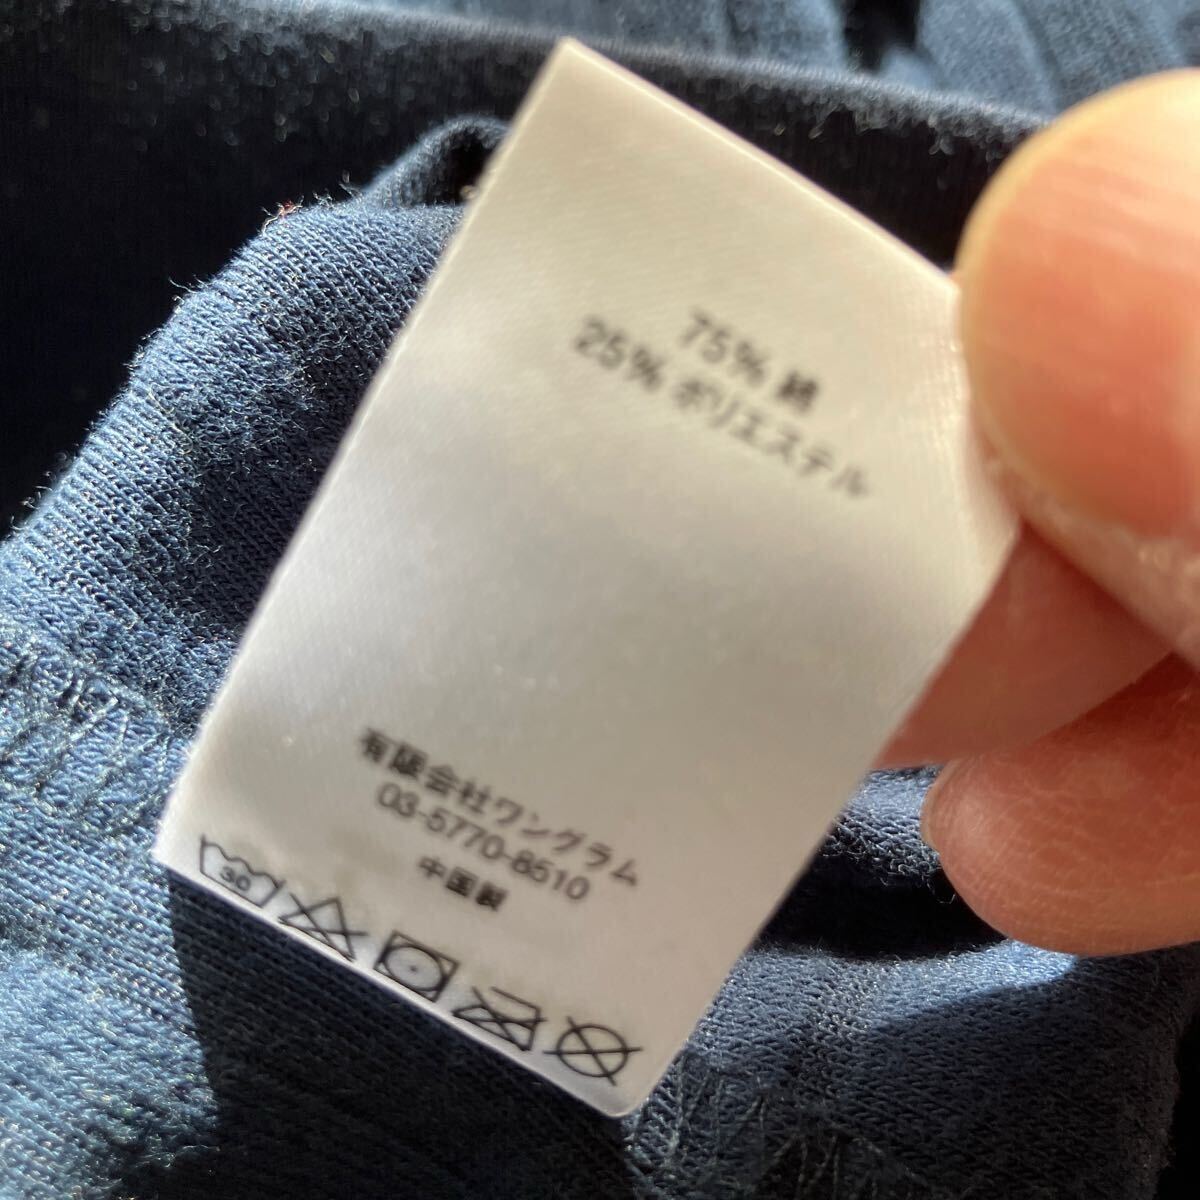 75% 綿
25% ポリエステル
有限会社ワングラム
03-5770-8510
中国製
30